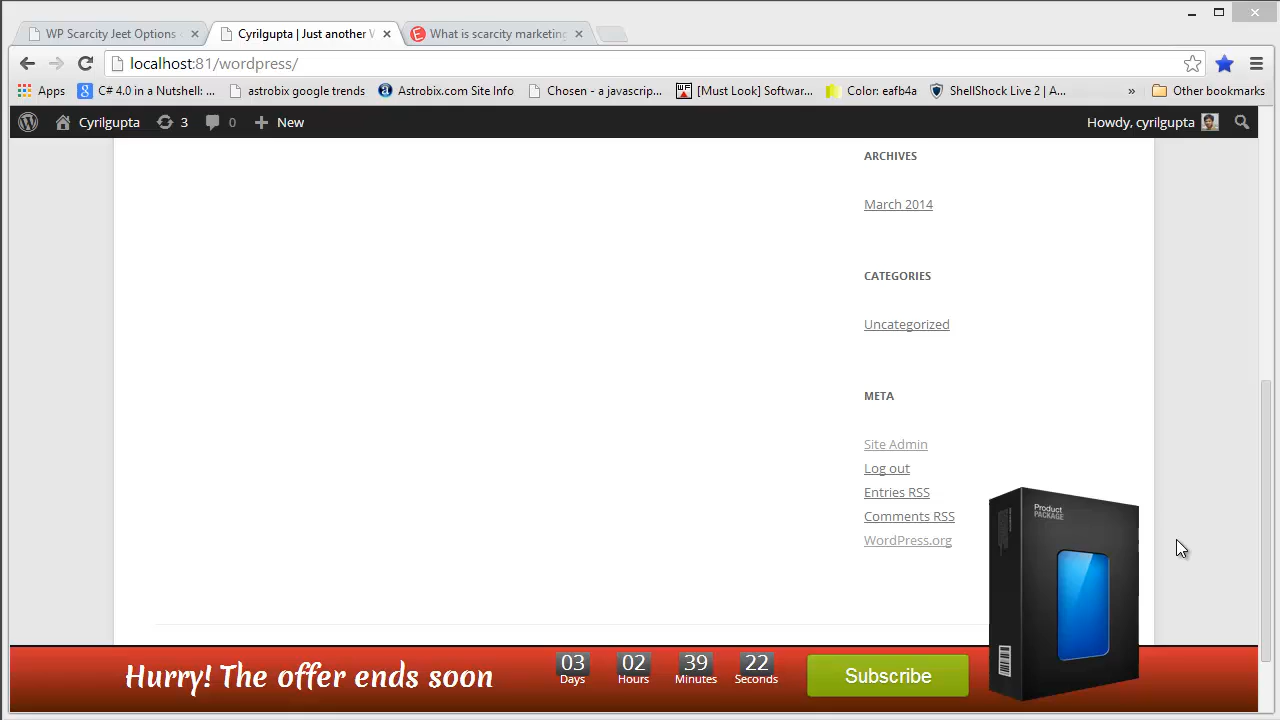 WP Scarcity Jeet Options
Cyrilgupta | Just another W
What is scarcity marketing
localhost:81/wordpress/
Apps
C# 4.0 in a Nutshell: ...
astrobix google trends
Astrobix.com Site Info
Chosen - a javascrip...
[Must Look] Softwar...
Color: eafb4a
ShellShock Live 2 | A...
»
Other bookmarks
Cyrilgupta
3
0
New
Howdy, cyrilgupta
ARCHIVES
March 2014
CATEGORIES
Uncategorized
META
Site Admin
Log out
Entries RSS
Comments RSS
WordPress.org
Product
PACKAGE
Hurry! The offer ends soon
03 02 39 22
Days Hours Minutes Seconds
Subscribe